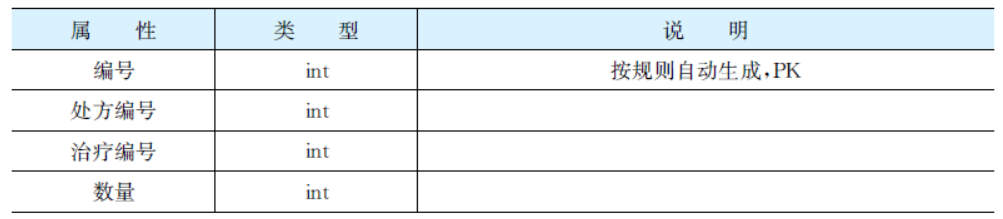 属 性 类 型 说 明
编号 int 按规则自动生成,PK
处方编号 int
治疗编号 int
数量 int